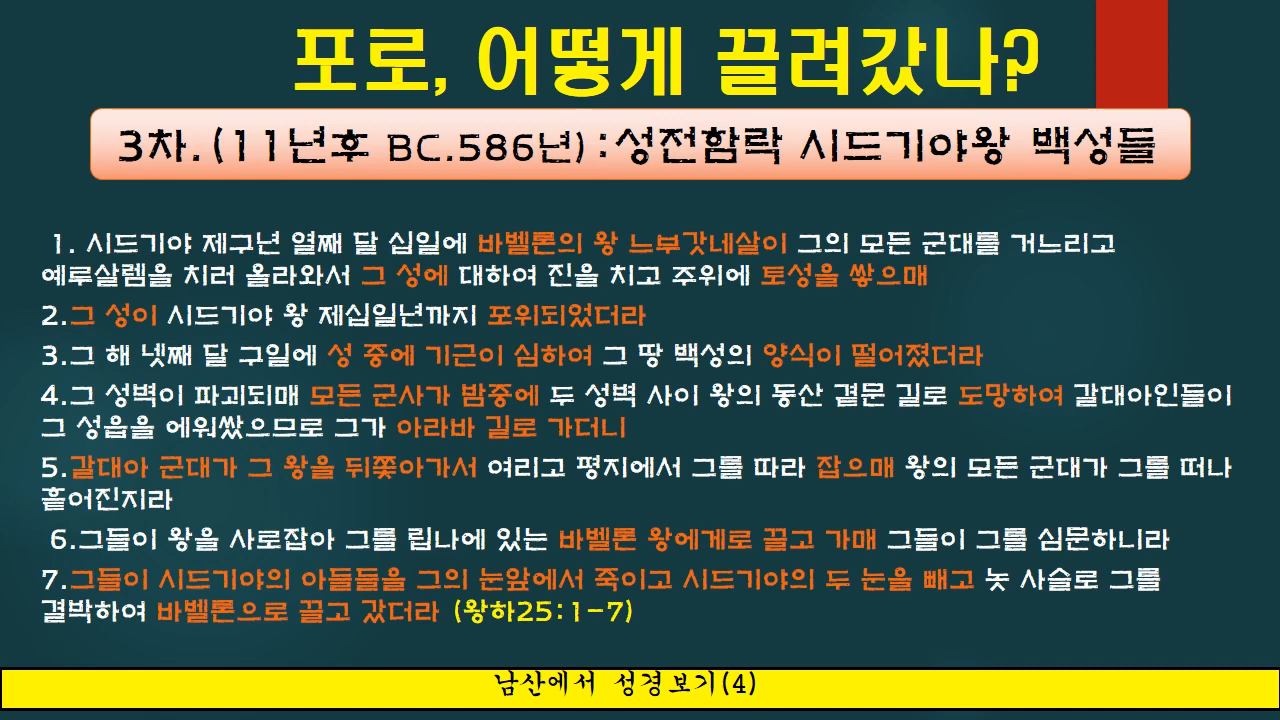 포로, 어떻게 끌려갔나?
3차.(11년후 BC.586년):성전함락 시드기야왕 백성들
1. 시드기야 제구년 열째 달 십일에 바벨론의 왕 느부갓네살이 그의 모든 군대를 거느리고
예루살렘을 치러 올라와서 그 성에 대하여 진을 치고 주위에 토성을 쌓으매
2.그 성이 시드기야 왕 제십일년까지 포위되었더라
3.그 해 넷째 달 구일에 성 중에 기근이 심하여 그 땅 백성의 양식이 떨어졌더라
4.그 성벽이 파괴되매 모든 군사가 밤중에 두 성벽 사이 왕의 동산 곁문 길로 도망하여 갈대아인들이
그 성읍을 에워쌌으므로 그가 아라바 길로 가더니
5.갈대아 군대가 그 왕을 뒤쫓아가서 여리고 평지에서 그를 따라 잡으매 왕의 모든 군대가 그를 떠나
흩어진지라
6.그들이 왕을 사로잡아 그를 립나에 있는 바벨론 왕에게로 끌고 가매 그들이 그를 심문하니라
7.그들이 시드기야의 아들들을 그의 눈앞에서 죽이고 시드기야의 두 눈을 빼고 놋 사슬로 그를
결박하여 바벨론으로 끌고 갔더라 (왕하25:1-7)
남산에서 성경보기(4)